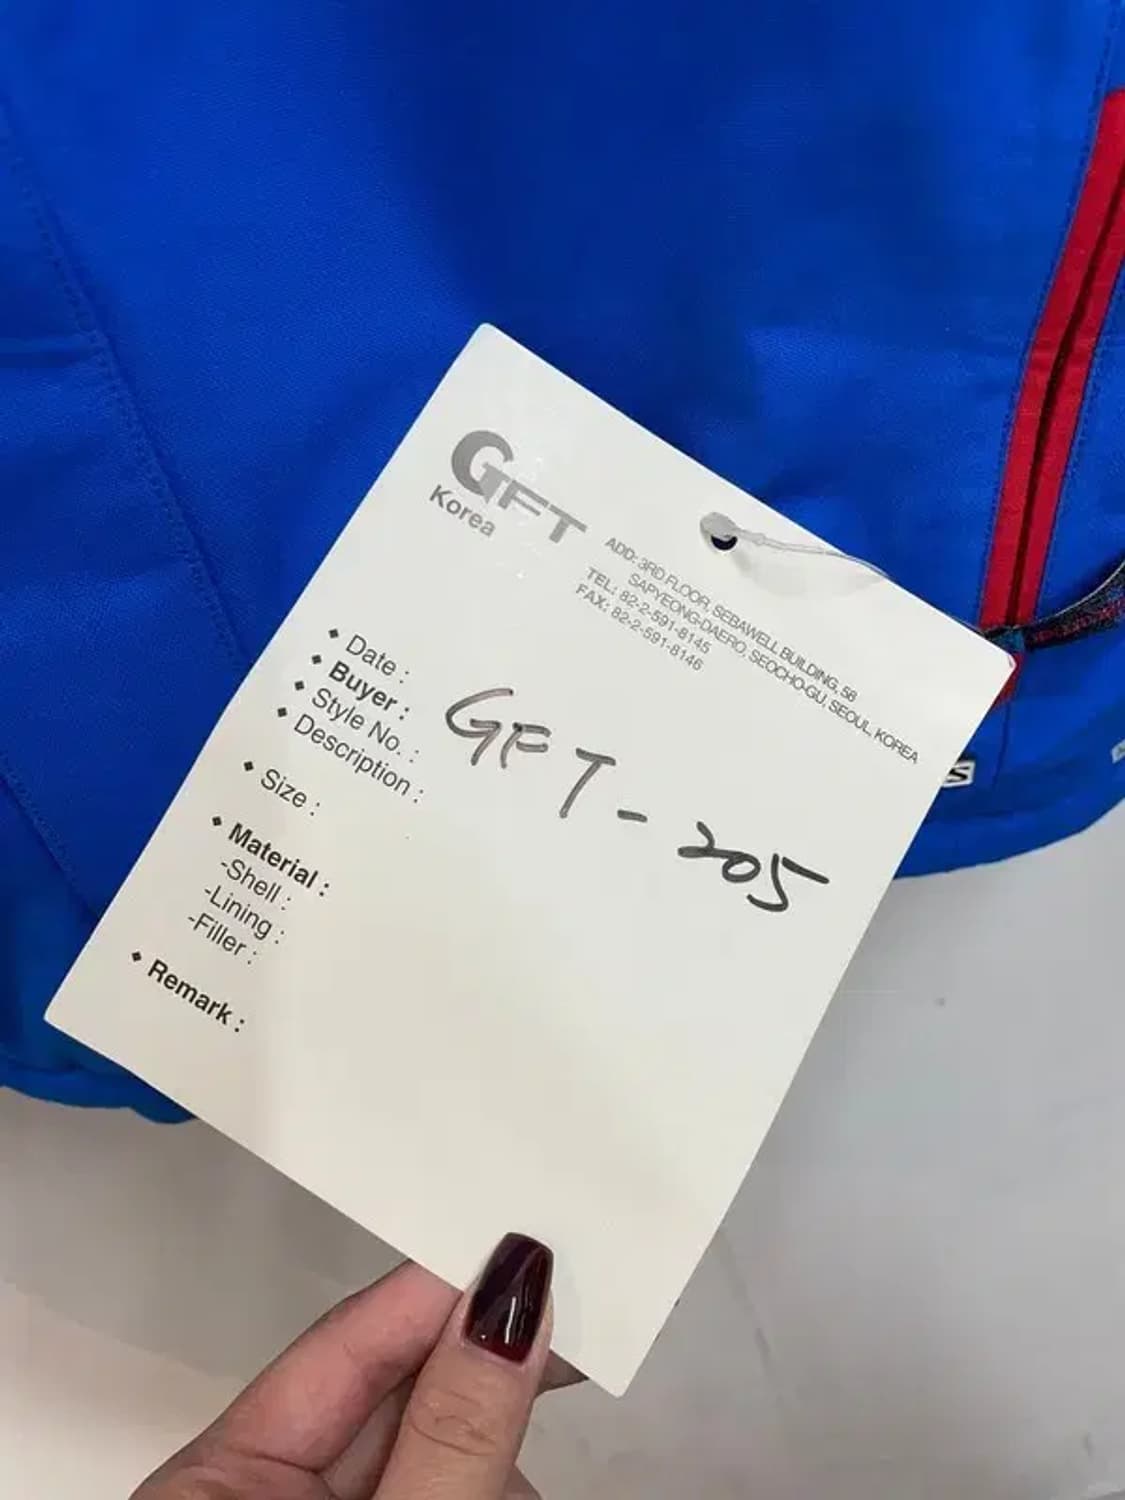 GFT
Korea
ADD: 3RD FLOOR, SEBAWELL BUILDING, 56
SAPYEONG-DAERO, SEOCHO-GU, SEOUL, KOREA
TEL: 82-2-591-8145
FAX: 82-2-591-8146
◆ Date :
◆ Buyer :
◆ Style No. : GFT-205
◆ Description :
◆ Size :
◆ Material :
-Shell :
-Lining :
-Filler :
◆ Remark :
S